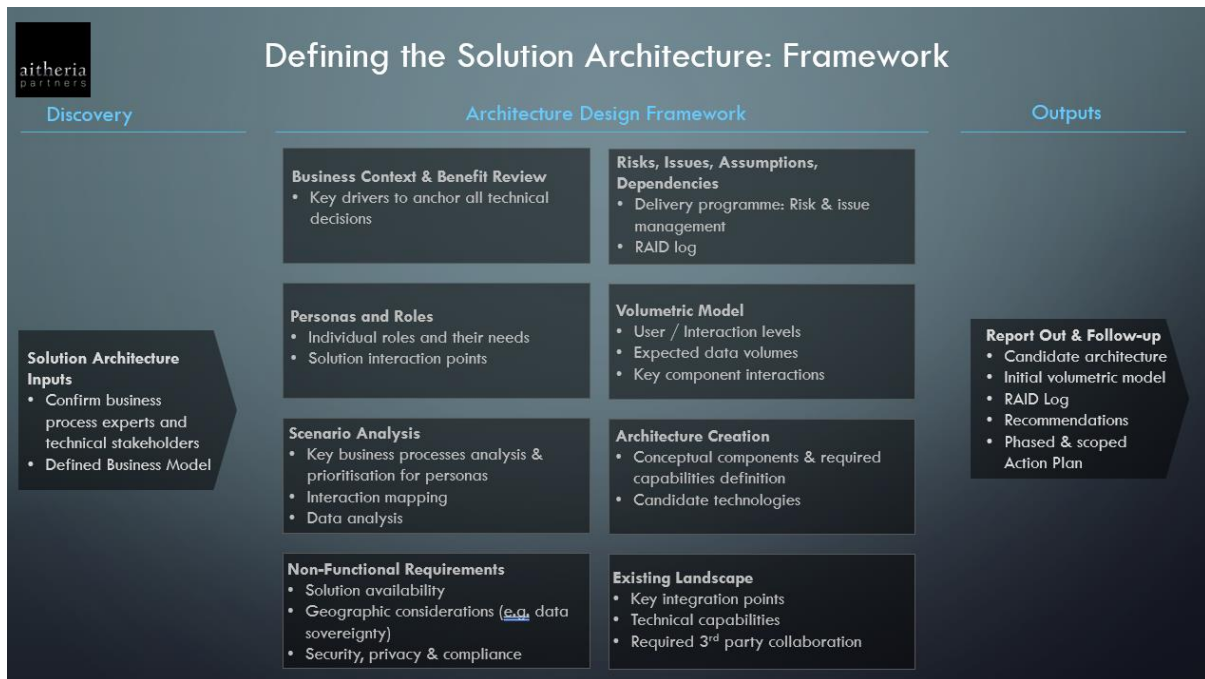 aitheria
partners
Defining the Solution Architecture: Framework
Discovery
Architecture Design Framework
Outputs
Solution Architecture
Inputs
• Confirm business
process experts and
technical stakeholders
• Defined Business Model
Business Context & Benefit Review
• Key drivers to anchor all technical
decisions
Risks, Issues, Assumptions,
Dependencies
• Delivery programme: Risk & issue
management
• RAID log
Personas and Roles
• Individual roles and their needs
• Solution interaction points
Volumetric Model
• User / Interaction levels
• Expected data volumes
• Key component interactions
Scenario Analysis
• Key business processes analysis &
prioritisation for personas
• Interaction mapping
• Data analysis
Architecture Creation
• Conceptual components & required
capabilities definition
• Candidate technologies
Non-Functional Requirements
• Solution availability
• Geographic considerations (e.g. data
sovereignty)
• Security, privacy & compliance
Existing Landscape
• Key integration points
• Technical capabilities
• Required 3rd party collaboration
Report Out & Follow-up
• Candidate architecture
• Initial volumetric model
• RAID Log
• Recommendations
• Phased & scoped
Action Plan